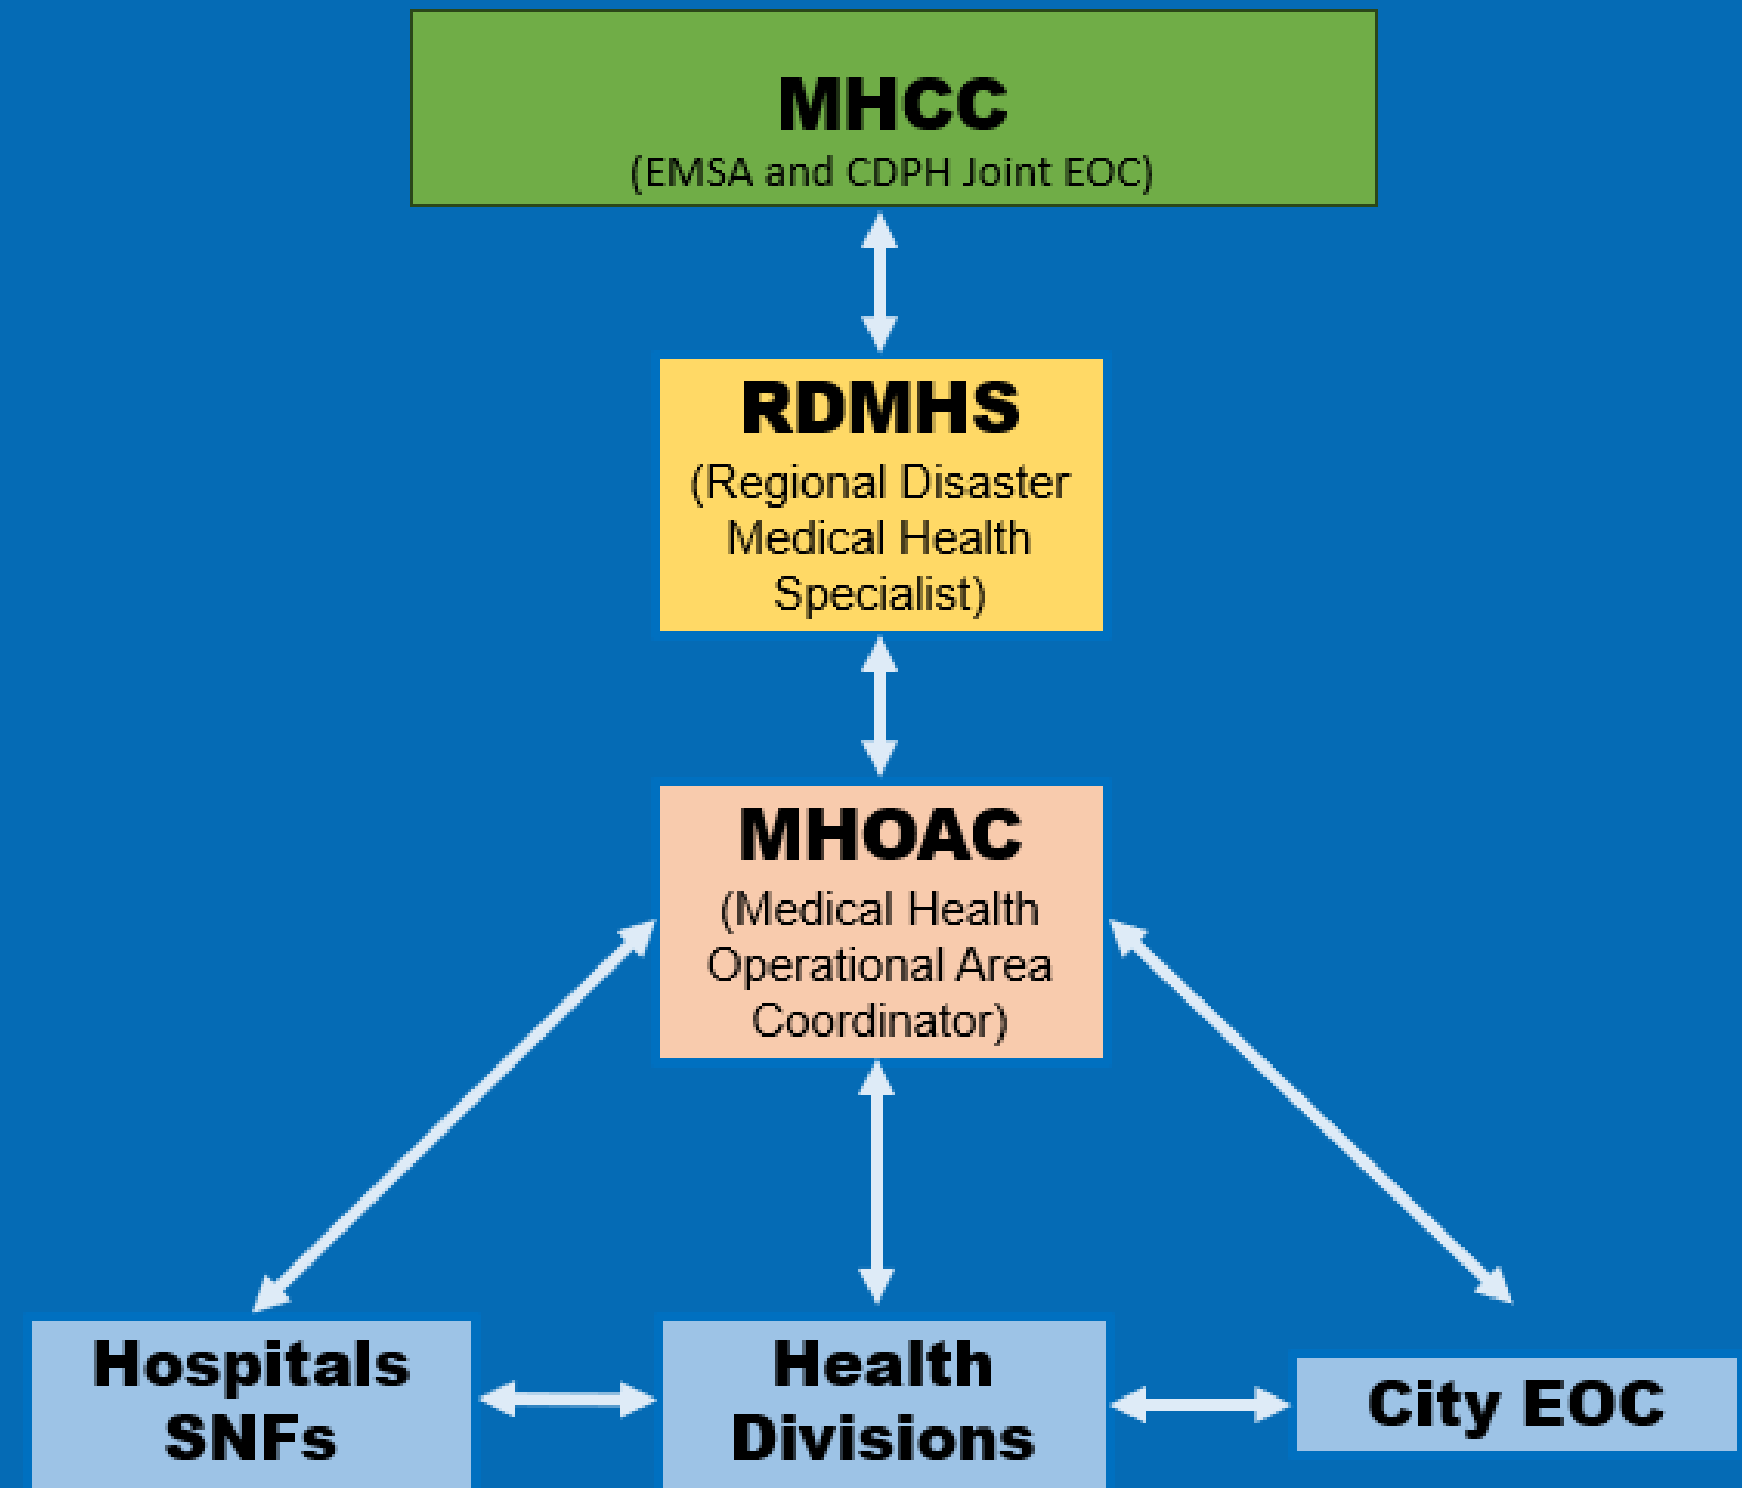 MHCC
(EMSA and CDPH Joint EOC)
RDMHS
(Regional Disaster
Medical Health
Specialist)
MHOAC
(Medical Health
Operational Area
Coordinator)
Hospitals
SNFs
Health
Divisions
City EOC